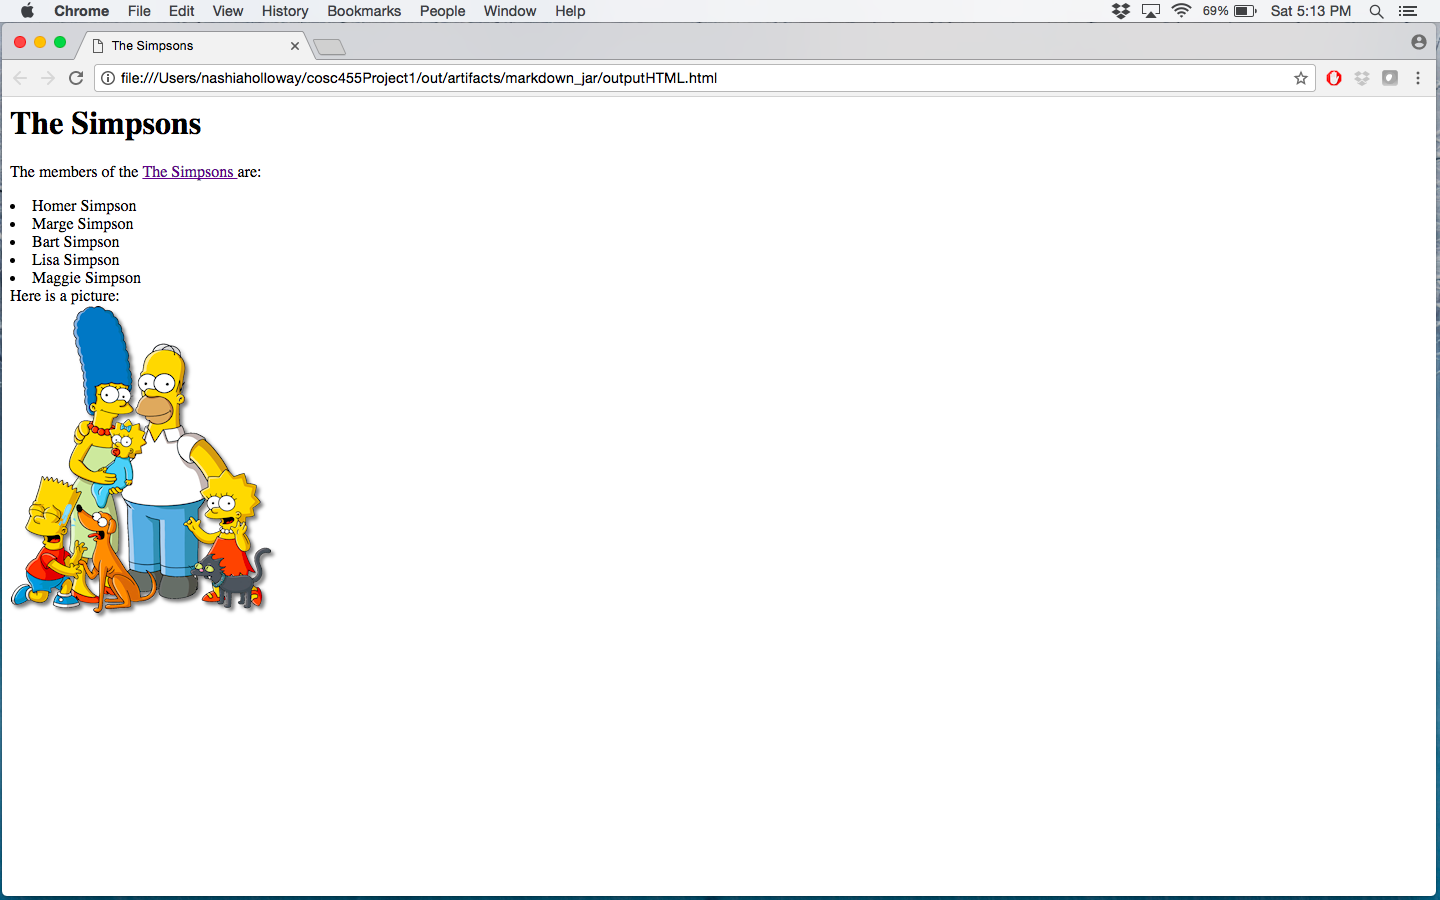 Chrome File Edit View History Bookmarks People Window Help 69% Sat 5:13 PM
The Simpsons
file:///Users/nashiaholloway/cosc455Project1/out/artifacts/markdown_jar/outputHTML.html
The Simpsons
The members of the The Simpsons are:
Homer Simpson
Marge Simpson
Bart Simpson
Lisa Simpson
Maggie Simpson
Here is a picture: